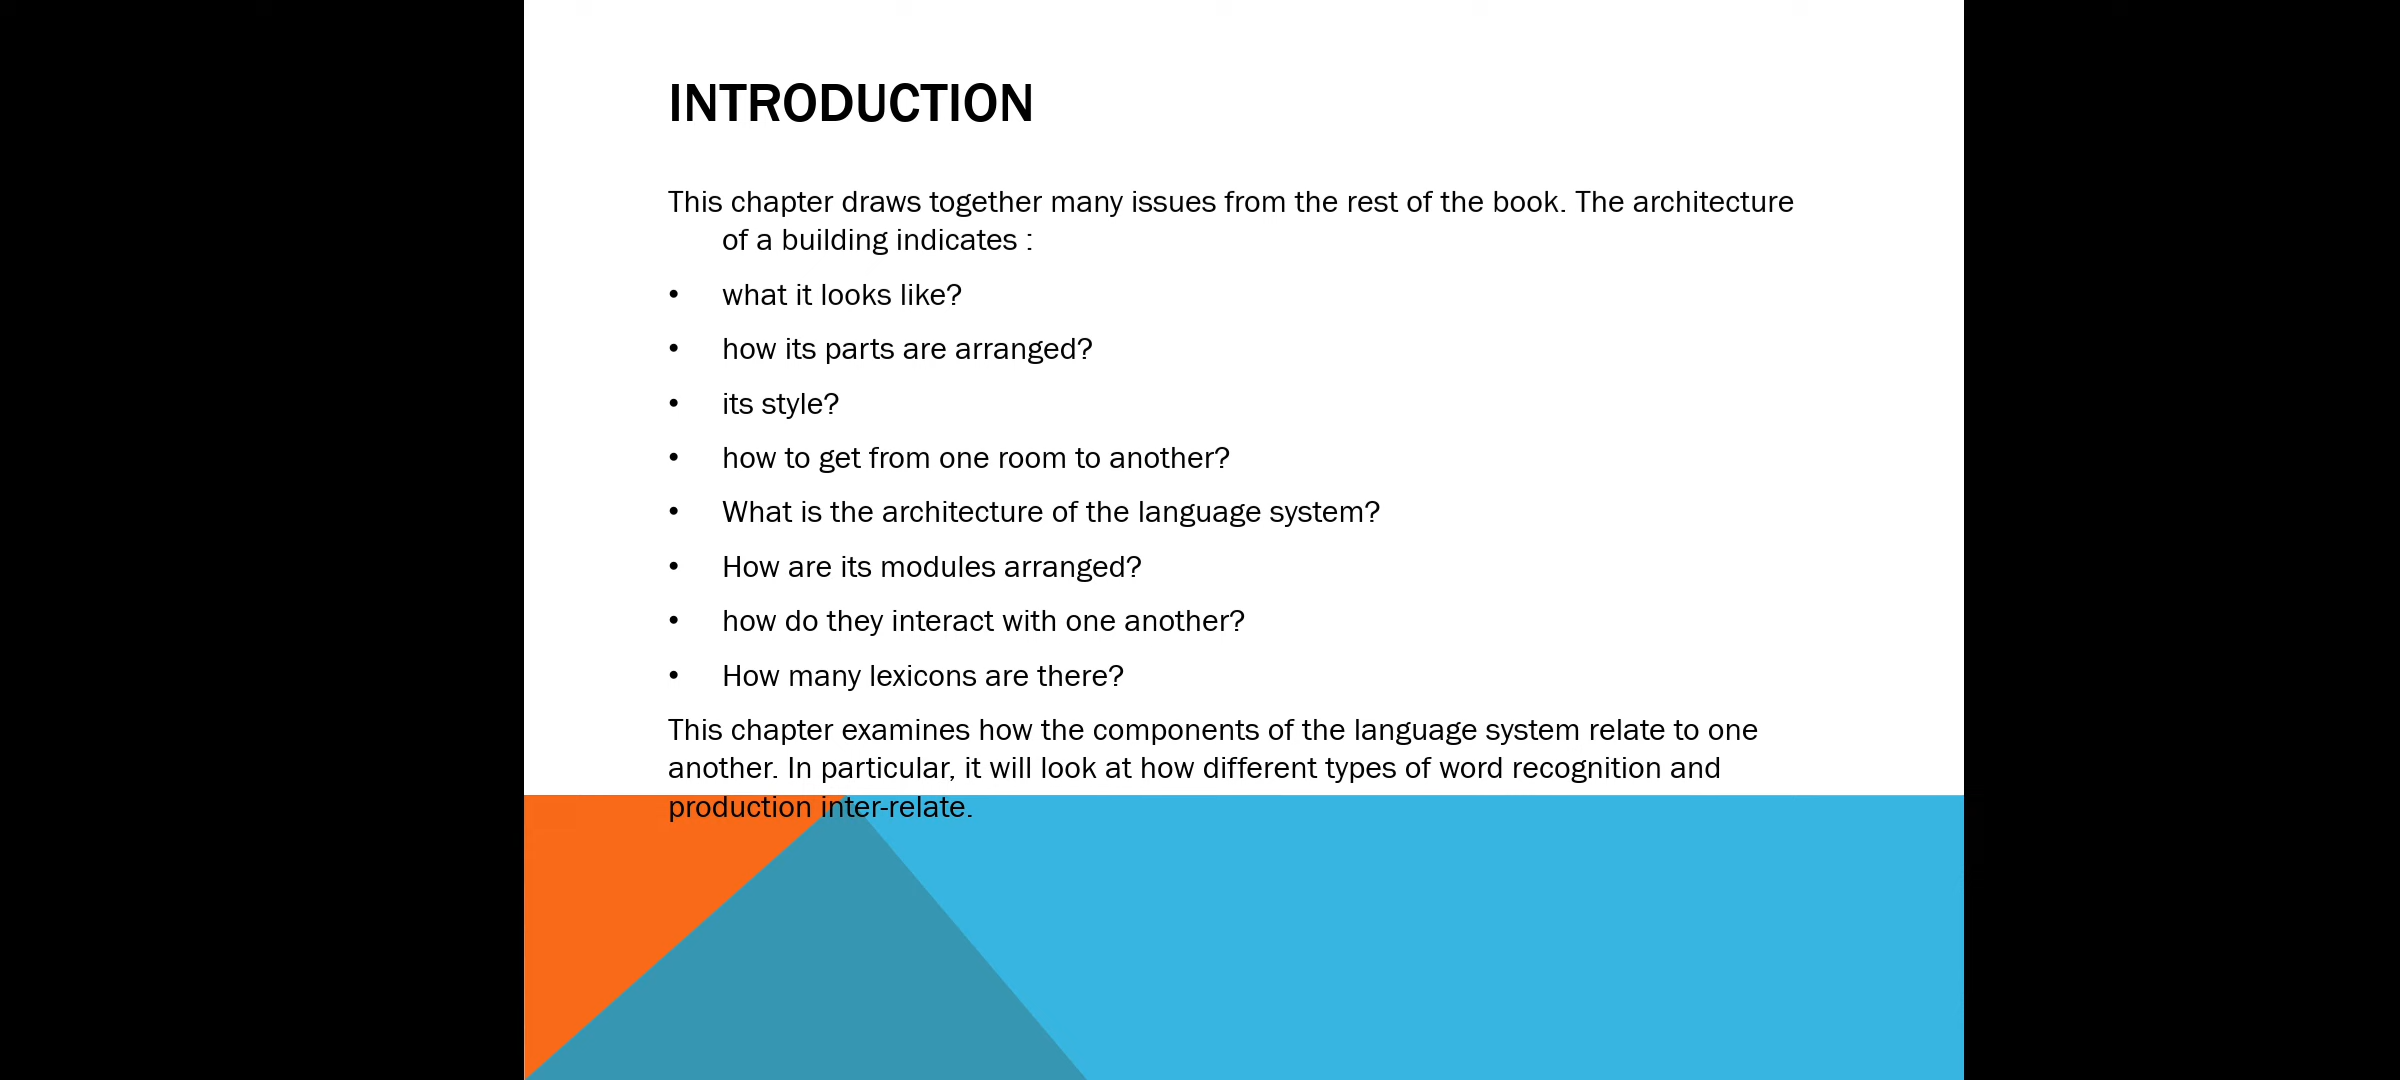 INTRODUCTION
This chapter draws together many issues from the rest of the book. The architecture
of a building indicates :
• what it looks like?
• how its parts are arranged?
• its style?
• how to get from one room to another?
• What is the architecture of the language system?
• How are its modules arranged?
• how do they interact with one another?
• How many lexicons are there?
This chapter examines how the components of the language system relate to one
another. In particular, it will look at how different types of word recognition and
production inter-relate.